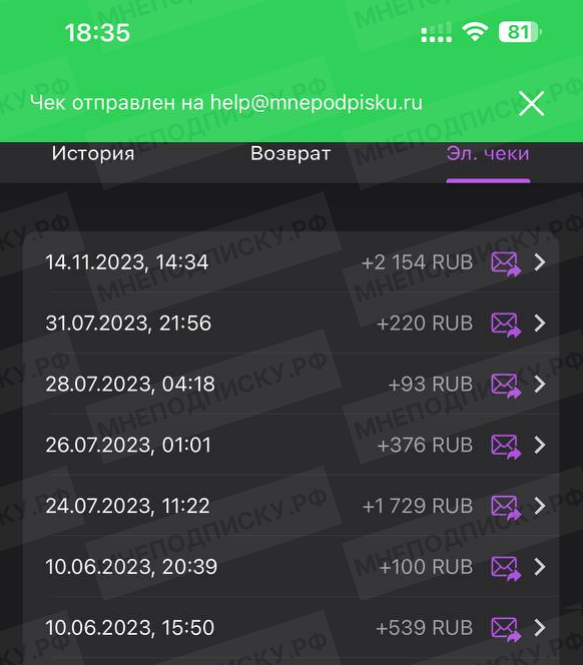 18:35
81
Чек отправлен на help@mnepodpisku.ru
История Возврат Эл. чеки
14.11.2023, 14:34 +2 154 RUB
31.07.2023, 21:56 +220 RUB
28.07.2023, 04:18 +93 RUB
26.07.2023, 01:01 +376 RUB
24.07.2023, 11:22 +1 729 RUB
10.06.2023, 20:39 +100 RUB
10.06.2023, 15:50 +539 RUB
МНЕПОДПИСКУ.РФ